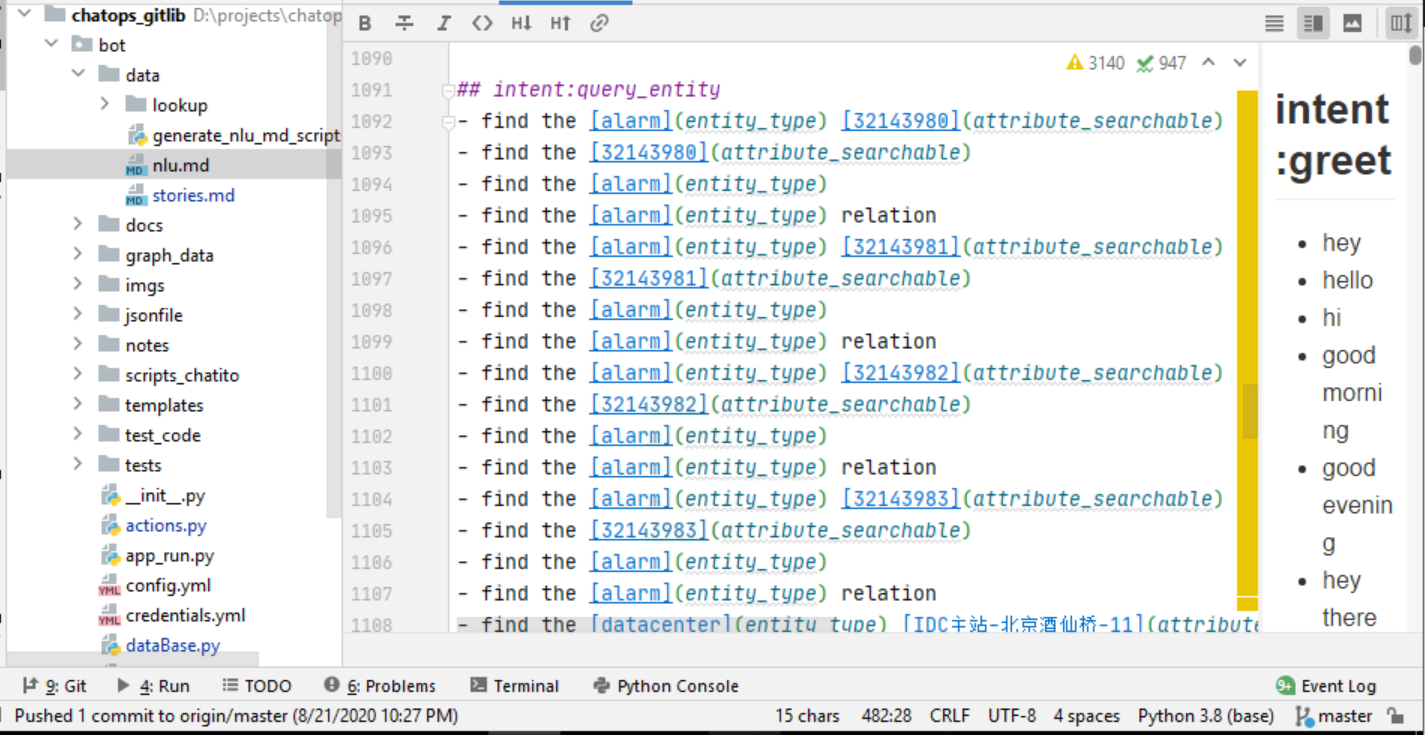 chatops_gitlib D:\projects\chatop
bot
data
lookup
generate_nlu_md_script
nlu.md
stories.md
docs
graph_data
imgs
jsonfile
notes
scripts_chatito
templates
test_code
tests
__init__.py
actions.py
app_run.py
config.yml
credentials.yml
dataBase.py
B I <> H↓ H↑
3140 947
1090
1091 ## intent:query_entity
1092 - find the [alarm](entity_type) [32143980](attribute_searchable)
1093 - find the [32143980](attribute_searchable)
1094 - find the [alarm](entity_type)
1095 - find the [alarm](entity_type) relation
1096 - find the [alarm](entity_type) [32143981](attribute_searchable)
1097 - find the [32143981](attribute_searchable)
1098 - find the [alarm](entity_type)
1099 - find the [alarm](entity_type) relation
1100 - find the [alarm](entity_type) [32143982](attribute_searchable)
1101 - find the [32143982](attribute_searchable)
1102 - find the [alarm](entity_type)
1103 - find the [alarm](entity_type) relation
1104 - find the [alarm](entity_type) [32143983](attribute_searchable)
1105 - find the [32143983](attribute_searchable)
1106 - find the [alarm](entity_type)
1107 - find the [alarm](entity_type) relation
1108 - find the [datacenter](entity_type) [IDC主站-北京酒仙桥-11](attribute
intent
:greet
• hey
• hello
• hi
• good
morni
ng
• good
evenin
g
• hey
there
9: Git 4: Run TODO 6: Problems Terminal Python Console 9+ Event Log
Pushed 1 commit to origin/master (8/21/2020 10:27 PM) 15 chars 482:28 CRLF UTF-8 4 spaces Python 3.8 (base) master